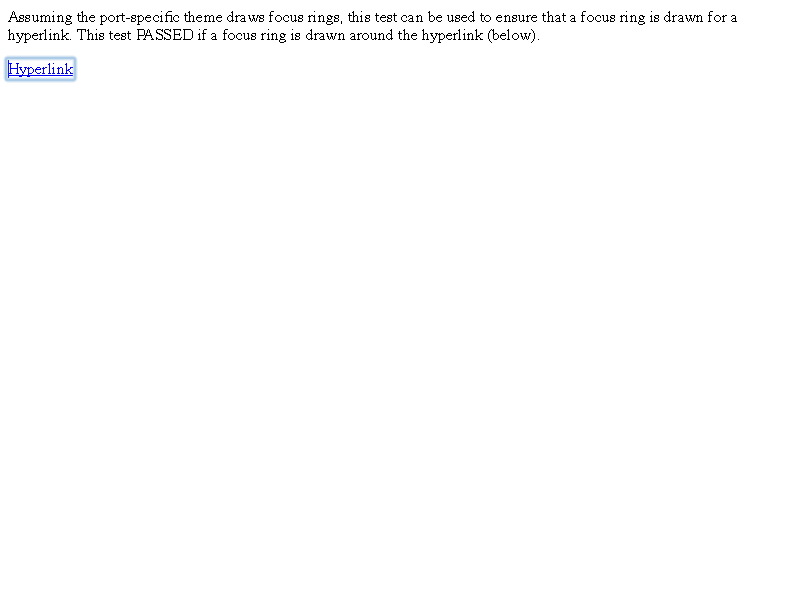 Assuming the port-specific theme draws focus rings, this test can be used to ensure that a focus ring is drawn for a
hyperlink. This test PASSED if a focus ring is drawn around the hyperlink (below).
Hyperlink